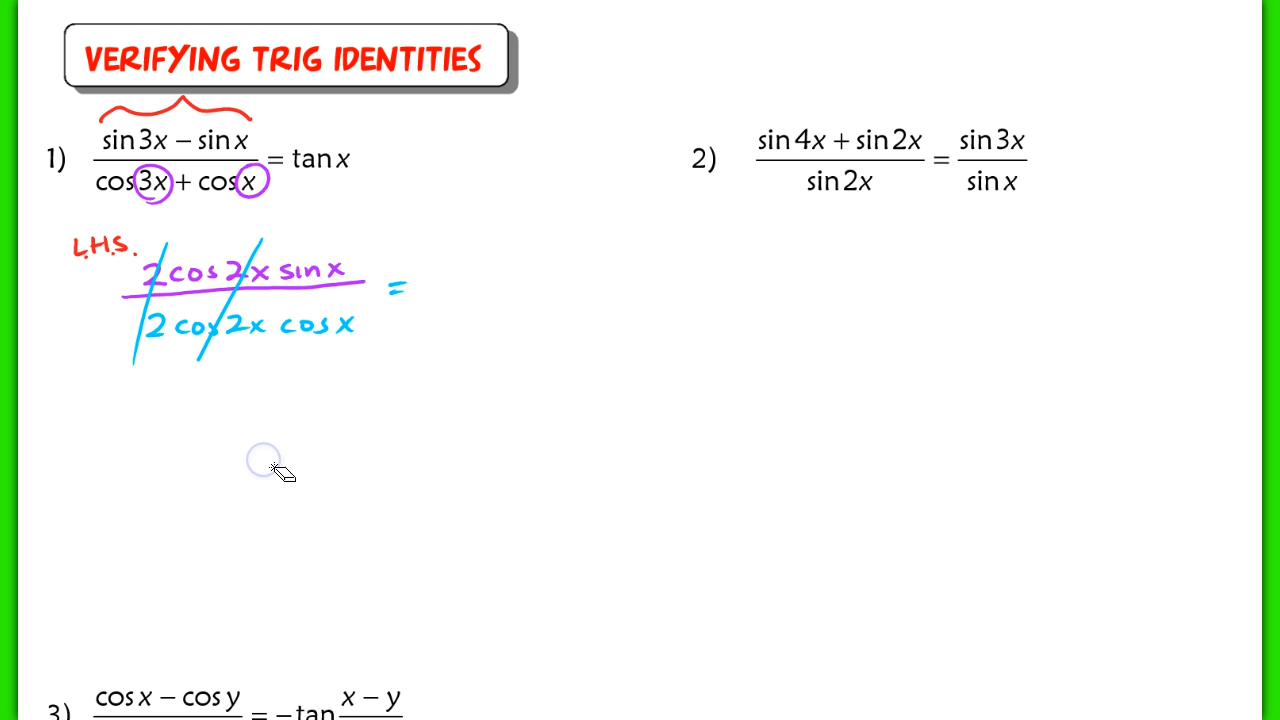 VERIFYING TRIG IDENTITIES
1) (sin 3x − sin x)/(cos 3x + cos x) = tan x
2) (sin 4x + sin 2x)/(sin 2x) = (sin 3x)/(sin x)
L.H.S.
2 cos 2x sin x
2 cos 2x cos x
=
3) cos x − cos y = −tan x − y